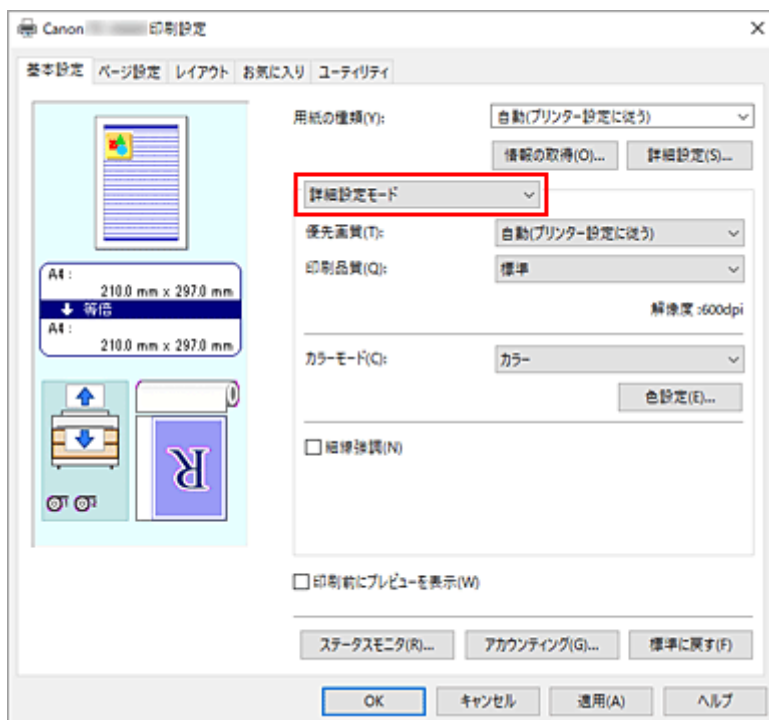 Canon 印刷設定
基本設定 ページ設定 レイアウト お気に入り ユーティリティ
用紙の種類(Y): 自動(プリンター設定に従う)
情報の取得(O)... 詳細設定(S)...
詳細設定モード
優先画質(T): 自動(プリンター設定に従う)
印刷品質(Q): 標準
解像度 :600dpi
カラーモード(C): カラー
色設定(E)...
細線強調(N)
A4 :
210.0 mm x 297.0 mm
等倍
A4 :
210.0 mm x 297.0 mm
R
印刷前にプレビューを表示(W)
ステータスモニタ(R)... アカウンティング(G)... 標準に戻す(F)
OK キャンセル 適用(A) ヘルプ